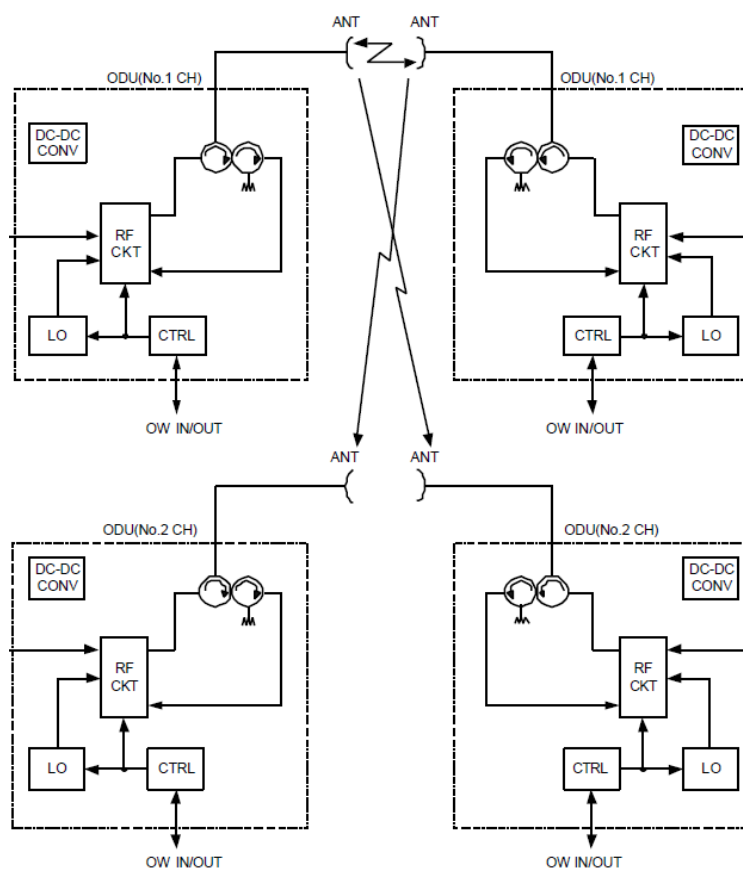 ANT ANT
ODU(No.1 CH) ODU(No.1 CH)
DC-DC
CONV
DC-DC
CONV
RF
CKT
RF
CKT
LO CTRL CTRL LO
OW IN/OUT OW IN/OUT
ANT ANT
ODU(No.2 CH) ODU(No.2 CH)
DC-DC
CONV
DC-DC
CONV
RF
CKT
RF
CKT
LO CTRL CTRL LO
OW IN/OUT OW IN/OUT